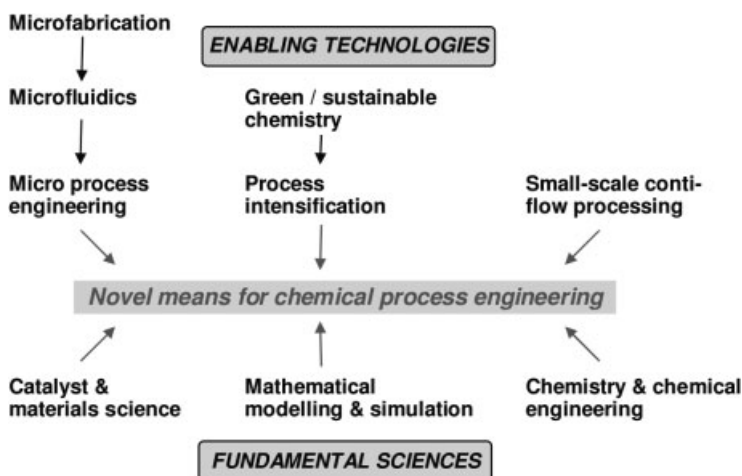 Microfabrication
ENABLING TECHNOLOGIES
Microfluidics
Green / sustainable
chemistry
Micro process
engineering
Process
intensification
Small-scale conti-
flow processing
Novel means for chemical process engineering
Catalyst &
materials science
Mathematical
modelling & simulation
Chemistry & chemical
engineering
FUNDAMENTAL SCIENCES